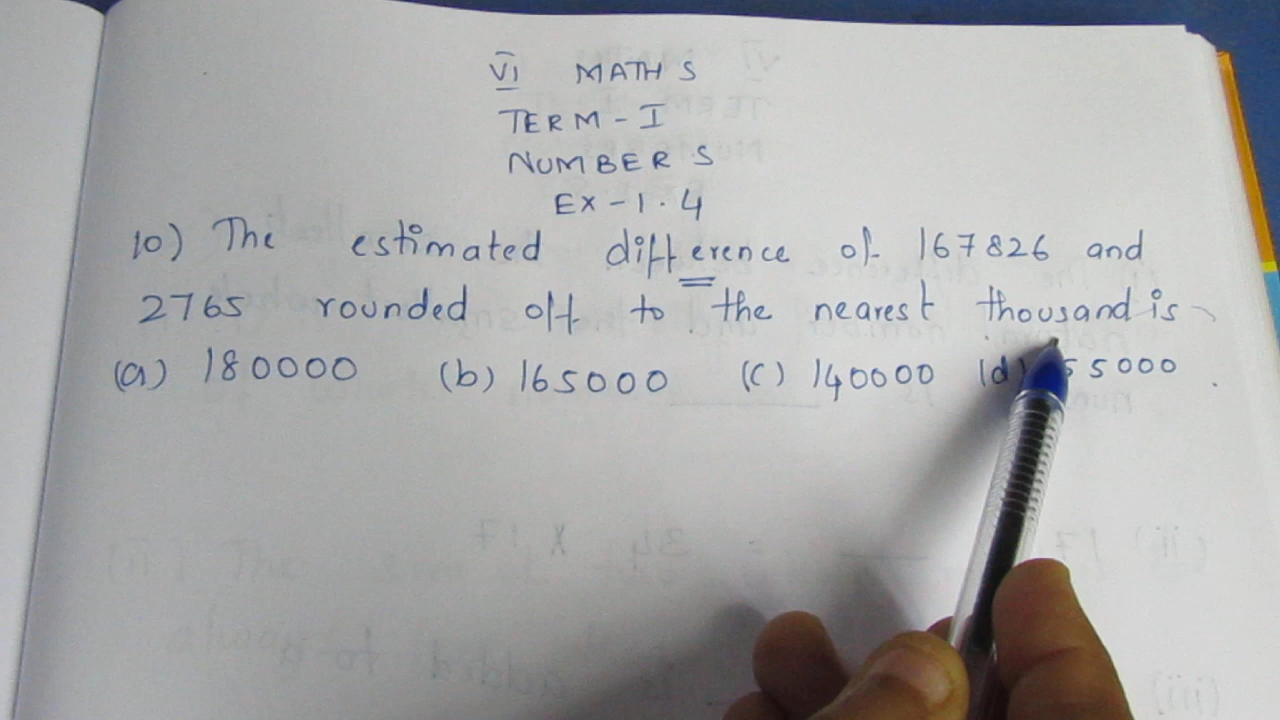 VI MATHS
TERM-I
NUMBERS
EX-1.4
10) The estimated difference of 167826 and
2765 rounded off to the nearest thousand is
(a) 180000 (b) 165000 (c) 140000 (d) 55000